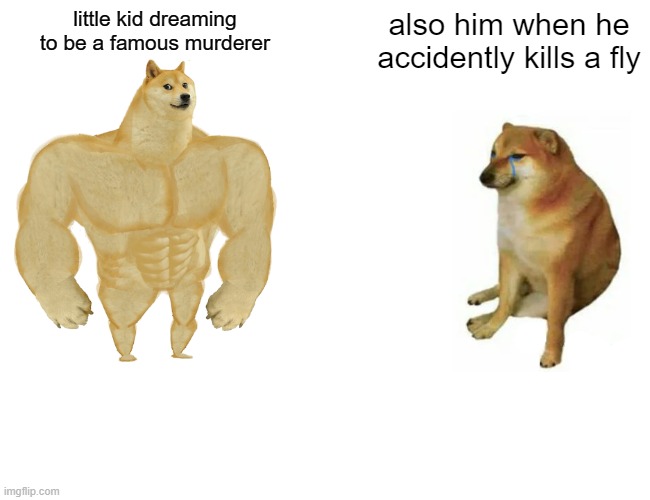 little kid dreaming
to be a famous murderer
also him when he
accidently kills a fly
imgflip.com